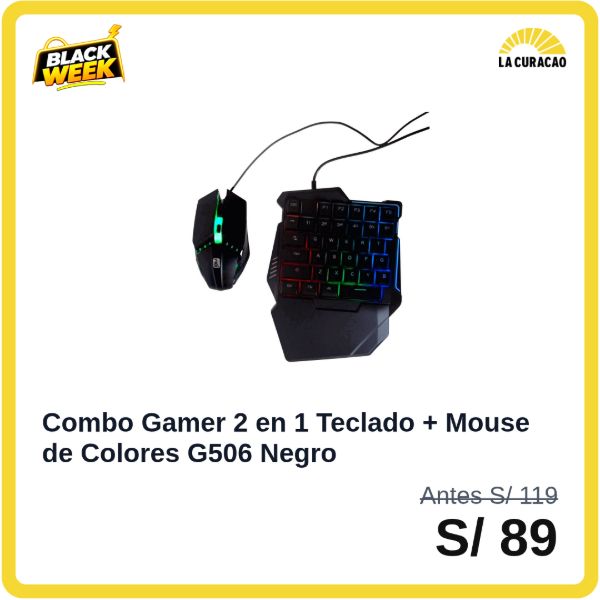 BLACK
WEEK
LA CURACAO
Combo Gamer 2 en 1 Teclado + Mouse
de Colores G506 Negro
Antes S/ 119
S/ 89